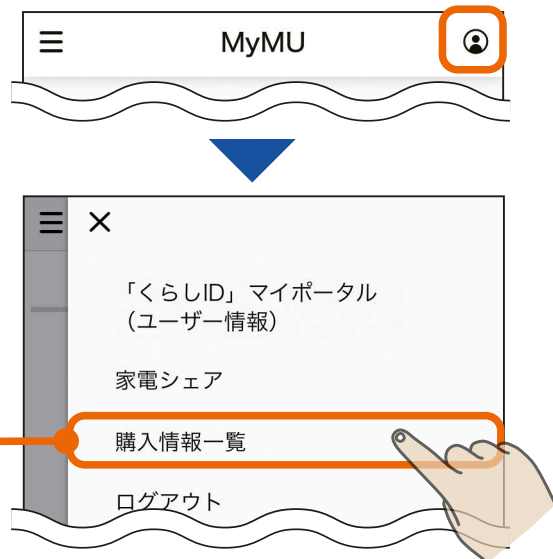 MyMU
「くらしID」マイポータル
（ユーザー情報）
家電シェア
購入情報一覧
ログアウト